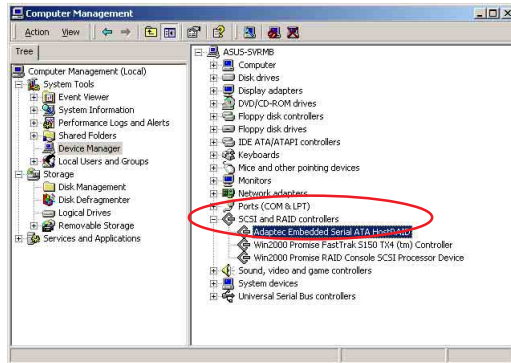 Computer Management
Action View
Tree
Computer Management (Local)
System Tools
Event Viewer
System Information
Performance Logs and Alerts
Shared Folders
Device Manager
Local Users and Groups
Storage
Disk Management
Disk Defragmenter
Logical Drives
Removable Storage
Services and Applications
ASUS-SVRMB
Computer
Disk drives
Display adapters
DVD/CD-ROM drives
Floppy disk controllers
Floppy disk drives
IDE ATA/ATAPI controllers
Keyboards
Mice and other pointing devices
Monitors
Network adapters
Ports (COM & LPT)
SCSI and RAID controllers
Adaptec Embedded Serial ATA HostRAID
Win2000 Promise FastTrak S150 TX4 (tm) Controller
Win2000 Promise RAID Console SCSI Processor Device
Sound, video and game controllers
System devices
Universal Serial Bus controllers